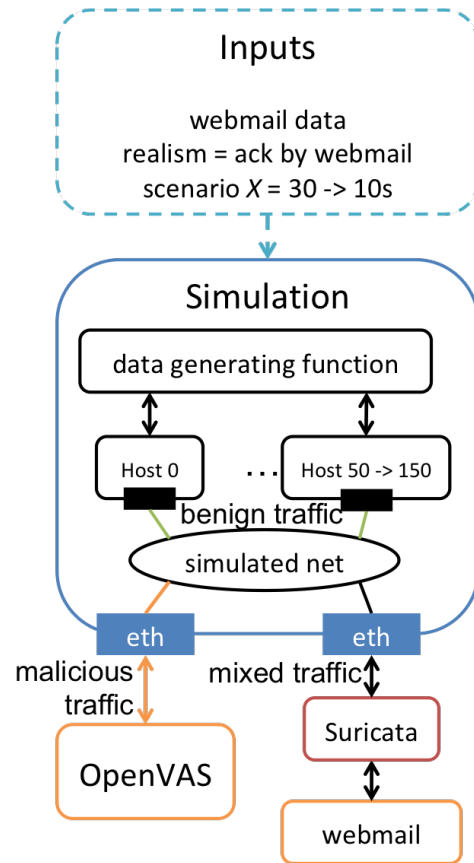 Inputs
webmail data
realism = ack by webmail
scenario X = 30 -> 10s
Simulation
data generating function
Host 0
...
Host 50 -> 150
benign traffic
simulated net
eth
eth
malicious
traffic
mixed traffic
OpenVAS
Suricata
webmail